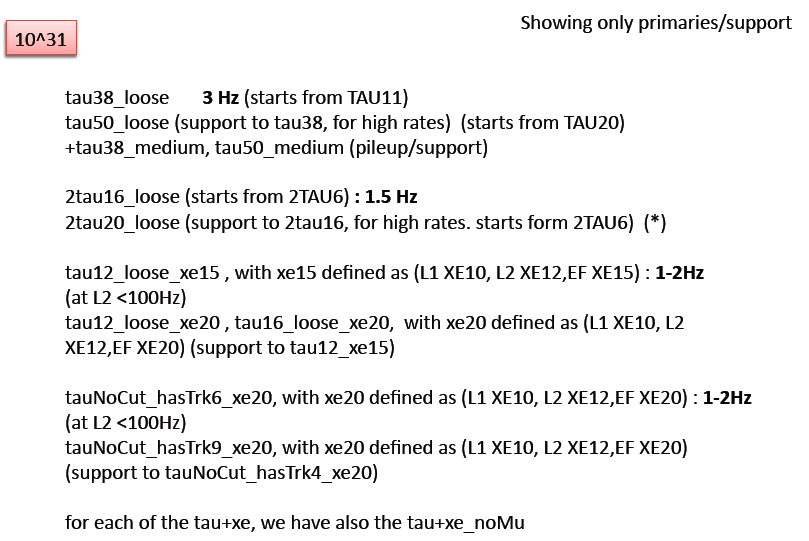 Showing only primaries/support
10^31
tau38_loose 3 Hz (starts from TAU11)
tau50_loose (support to tau38, for high rates) (starts from TAU20)
+tau38_medium, tau50_medium (pileup/support)
2tau16_loose (starts from 2TAU6) : 1.5 Hz
2tau20_loose (support to 2tau16, for high rates. starts form 2TAU6) (*)
tau12_loose_xe15 , with xe15 defined as (L1 XE10, L2 XE12,EF XE15) : 1-2Hz
(at L2 <100Hz)
tau12_loose_xe20 , tau16_loose_xe20, with xe20 defined as (L1 XE10, L2
XE12,EF XE20) (support to tau12_xe15)
tauNoCut_hasTrk6_xe20, with xe20 defined as (L1 XE10, L2 XE12,EF XE20) : 1-2Hz
(at L2 <100Hz)
tauNoCut_hasTrk9_xe20, with xe20 defined as (L1 XE10, L2 XE12,EF XE20)
(support to tauNoCut_hasTrk4_xe20)
for each of the tau+xe, we have also the tau+xe_noMu